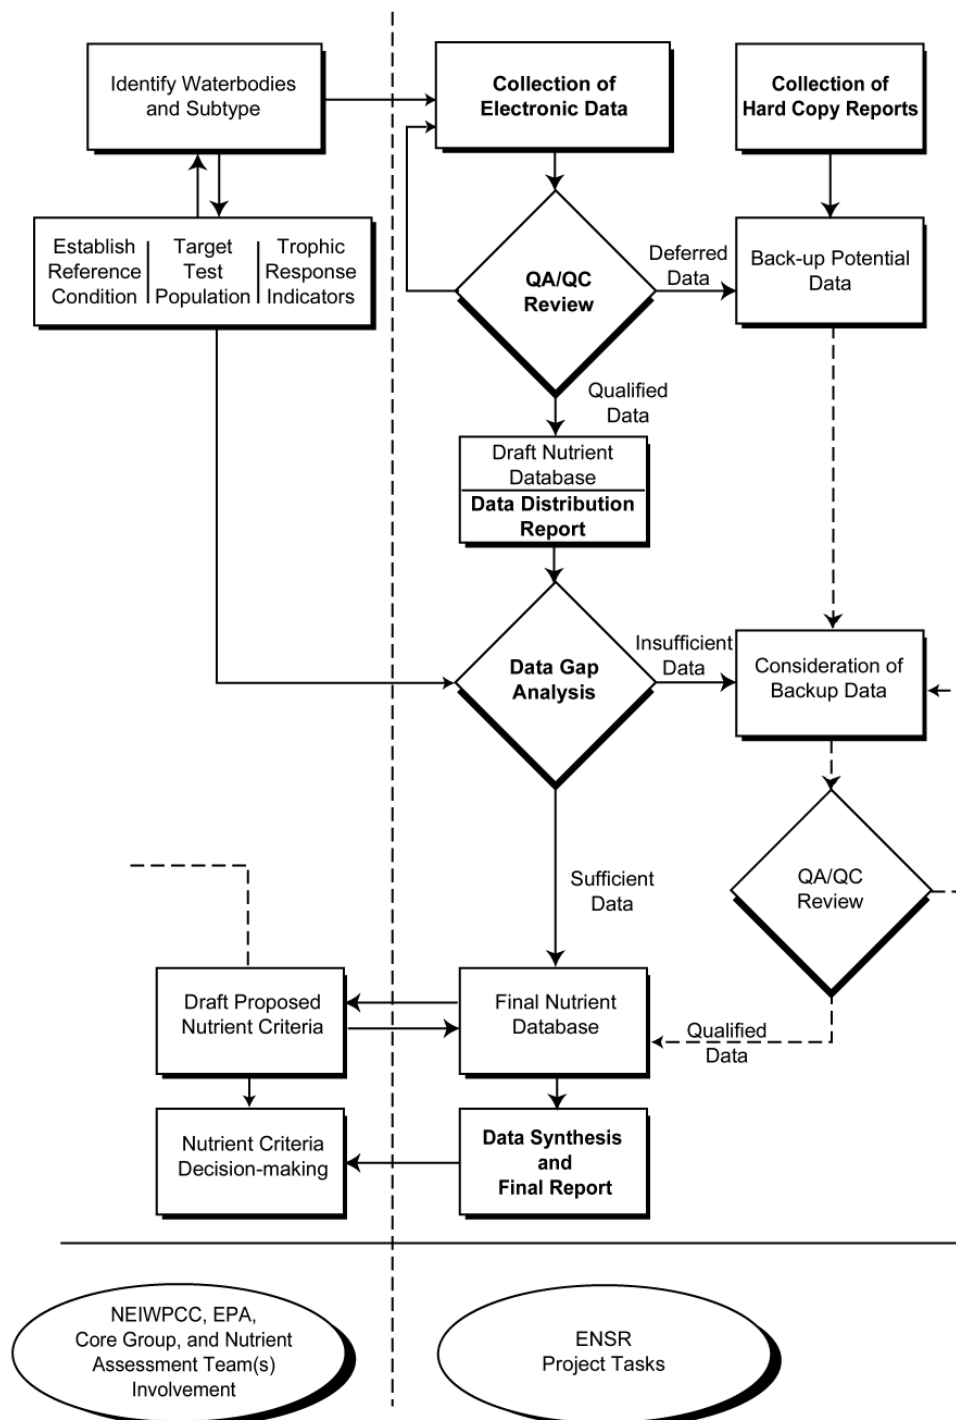 Identify Waterbodies
and Subtype
Collection of
Electronic Data
Collection of
Hard Copy Reports
Establish
Reference
Condition
Target
Test
Population
Trophic
Response
Indicators
QA/QC
Review
Deferred
Data
Back-up Potential
Data
Qualified
Data
Draft Nutrient
Database
Data Distribution
Report
Data Gap
Analysis
Insufficient
Data
Consideration of
Backup Data
Sufficient
Data
QA/QC
Review
Draft Proposed
Nutrient Criteria
Final Nutrient
Database
Qualified
Data
Nutrient Criteria
Decision-making
Data Synthesis
and
Final Report
NEIWPCC, EPA,
Core Group, and Nutrient
Assessment Team(s)
Involvement
ENSR
Project Tasks